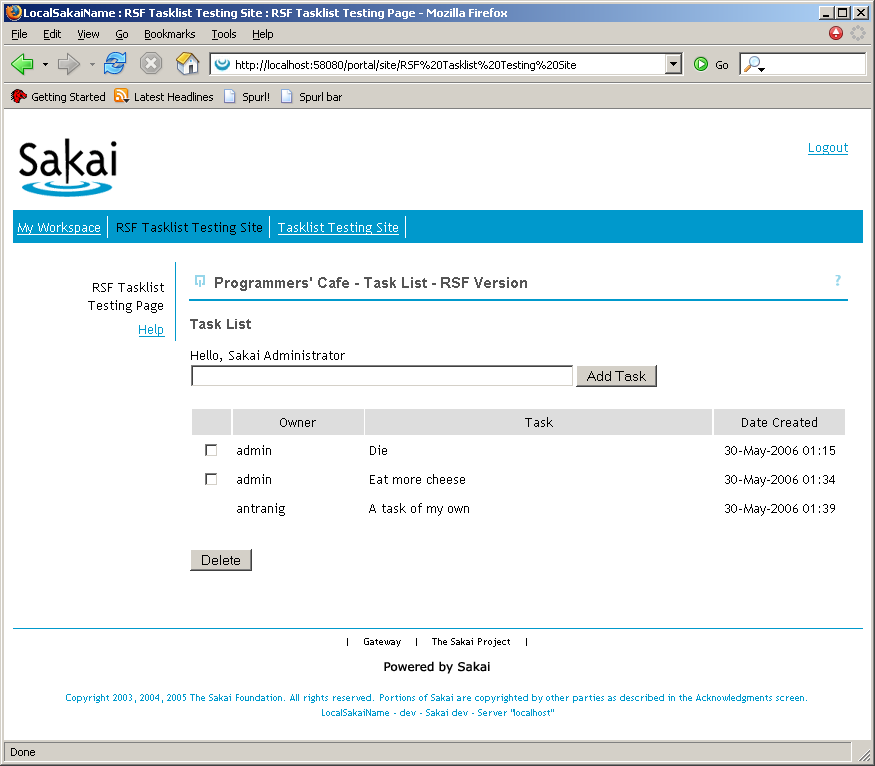 LocalSakaiName : RSF Tasklist Testing Site : RSF Tasklist Testing Page - Mozilla Firefox
File Edit View Go Bookmarks Tools Help
http://localhost:58080/portal/site/RSF%20Tasklist%20Testing%20Site Go
Getting Started Latest Headlines Spurl! Spurl bar
Sakai
Logout
My Workspace RSF Tasklist Testing Site Tasklist Testing Site
RSF Tasklist
Testing Page
Help
Programmers' Cafe - Task List - RSF Version ?
Task List
Hello, Sakai Administrator
Add Task
Owner Task Date Created
admin Die 30-May-2006 01:15
admin Eat more cheese 30-May-2006 01:34
antranig A task of my own 30-May-2006 01:39
Delete
| Gateway | The Sakai Project |
Powered by Sakai
Copyright 2003, 2004, 2005 The Sakai Foundation. All rights reserved. Portions of Sakai are copyrighted by other parties as described in the Acknowledgments screen.
LocalSakaiName - dev - Sakai dev - Server "localhost"
Done